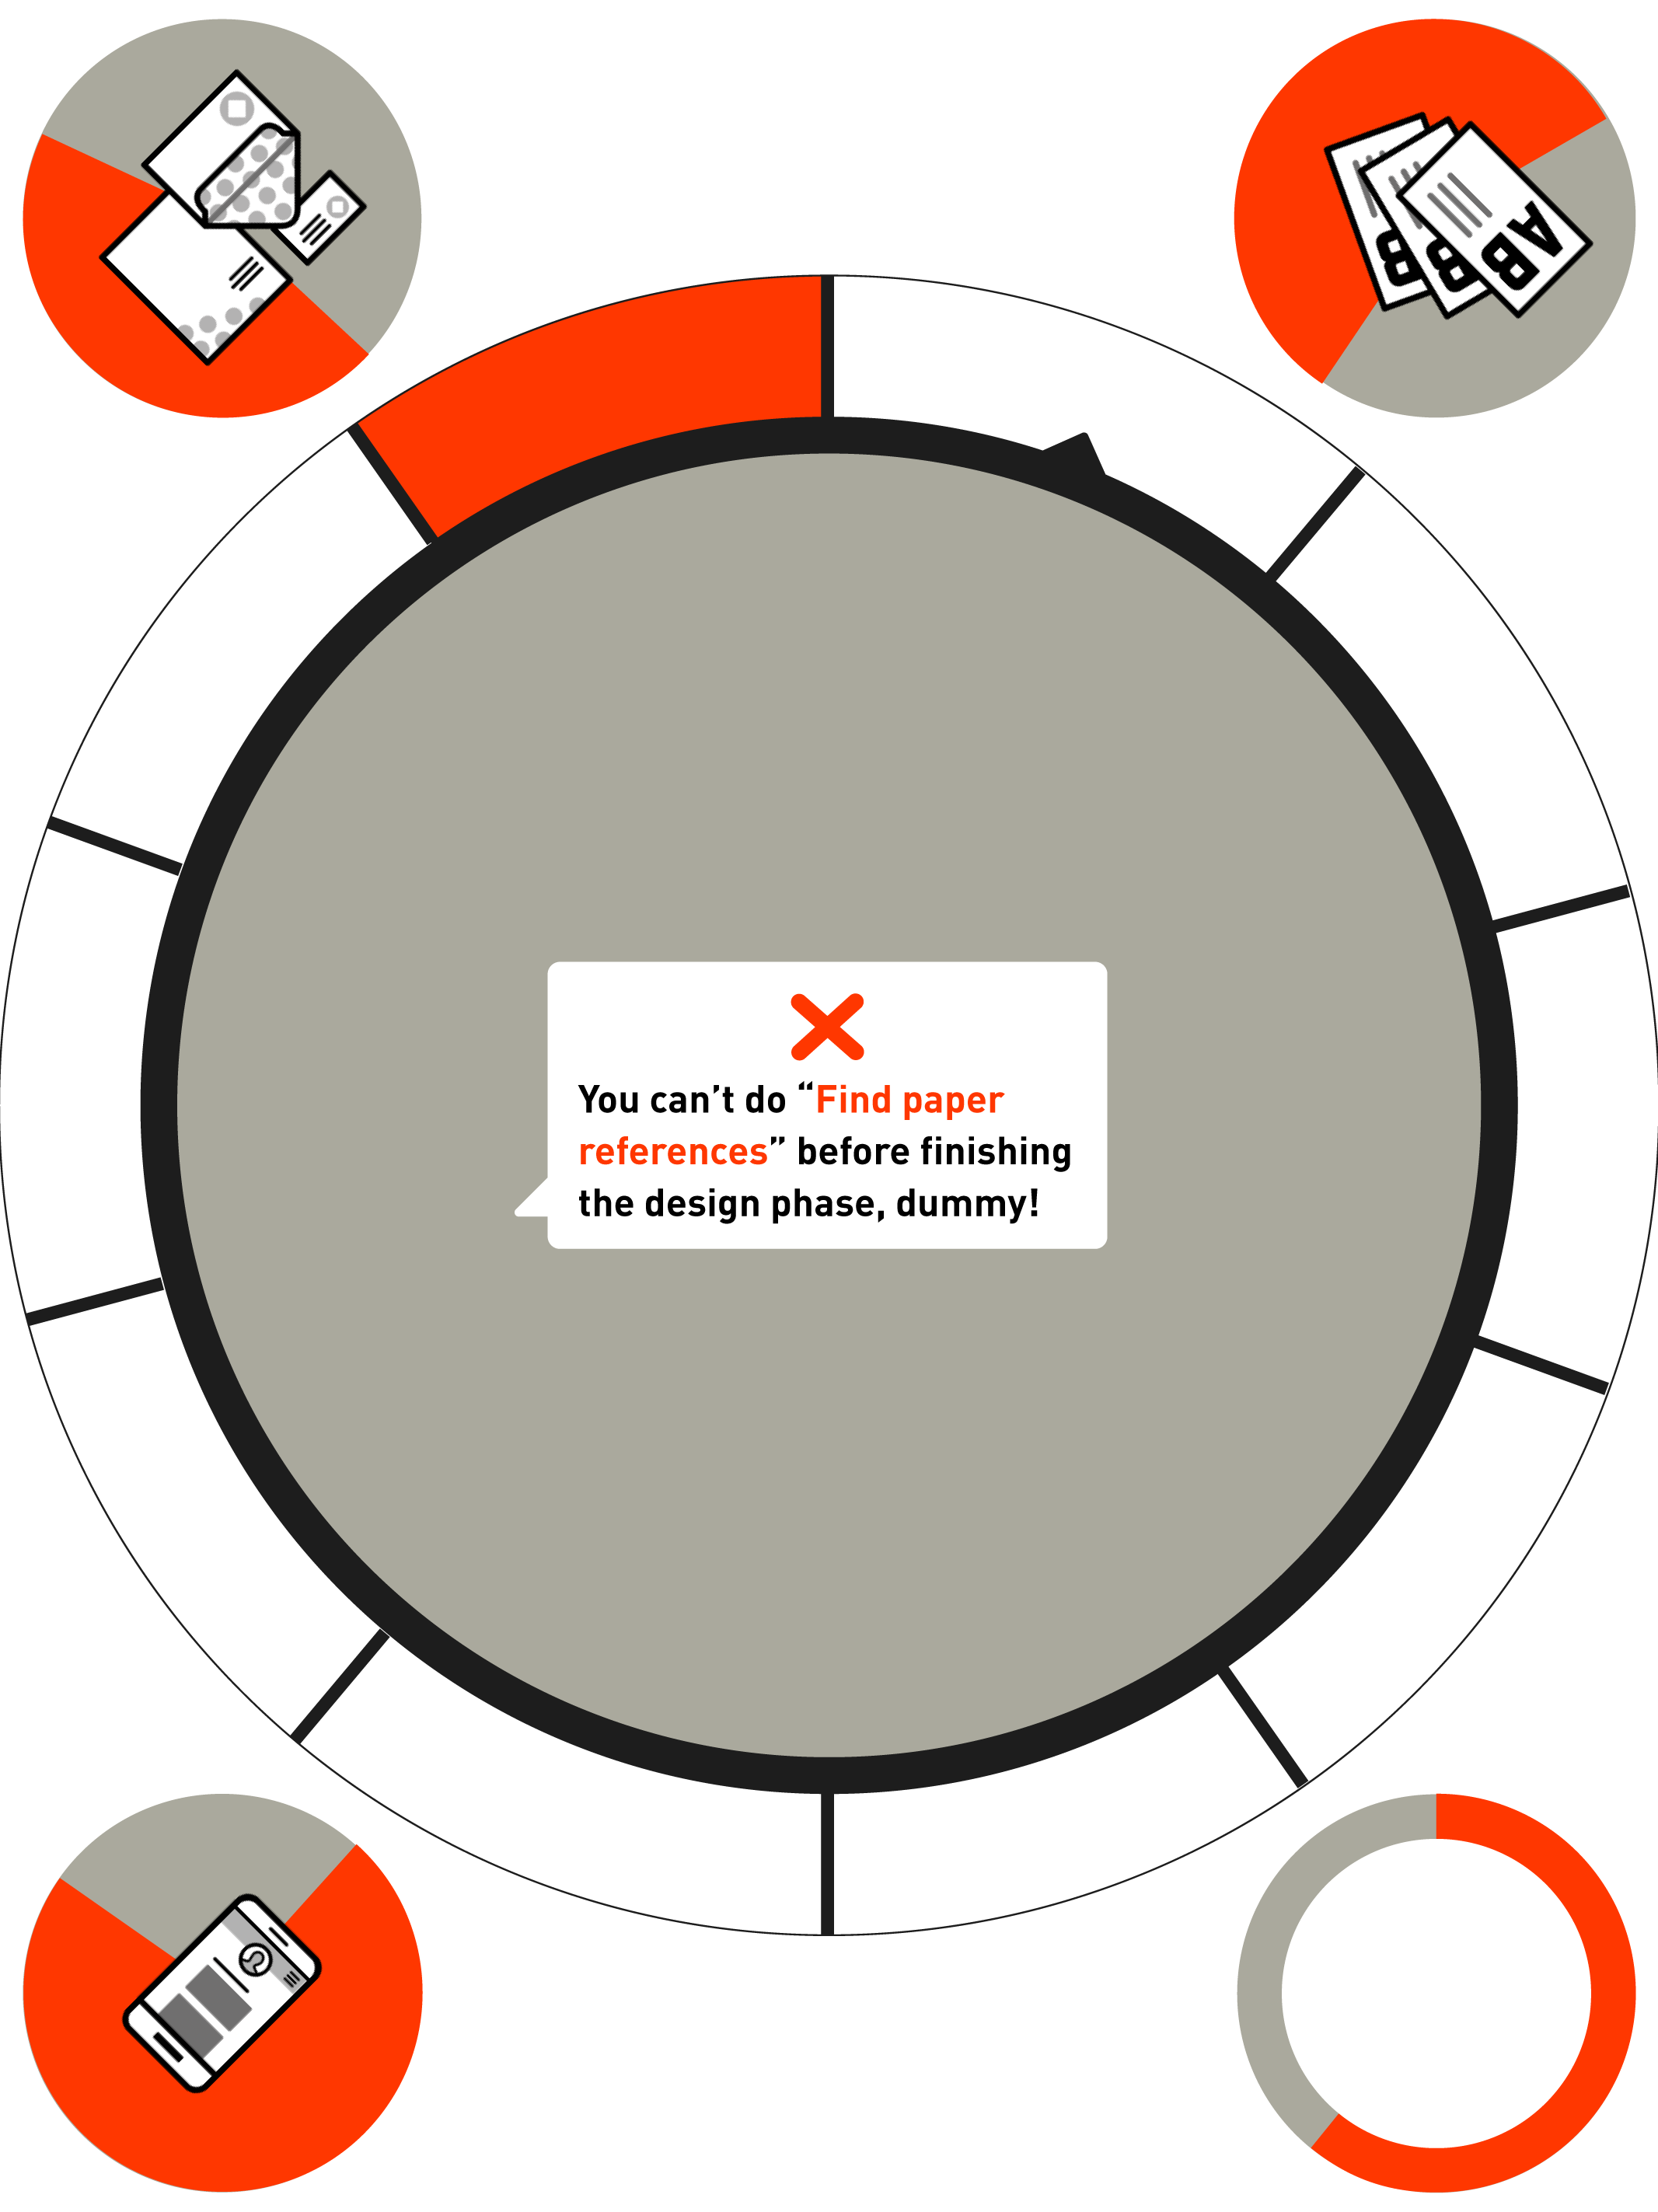 AB
B
B
You can't do “Find paper
references” before finishing
the design phase, dummy!